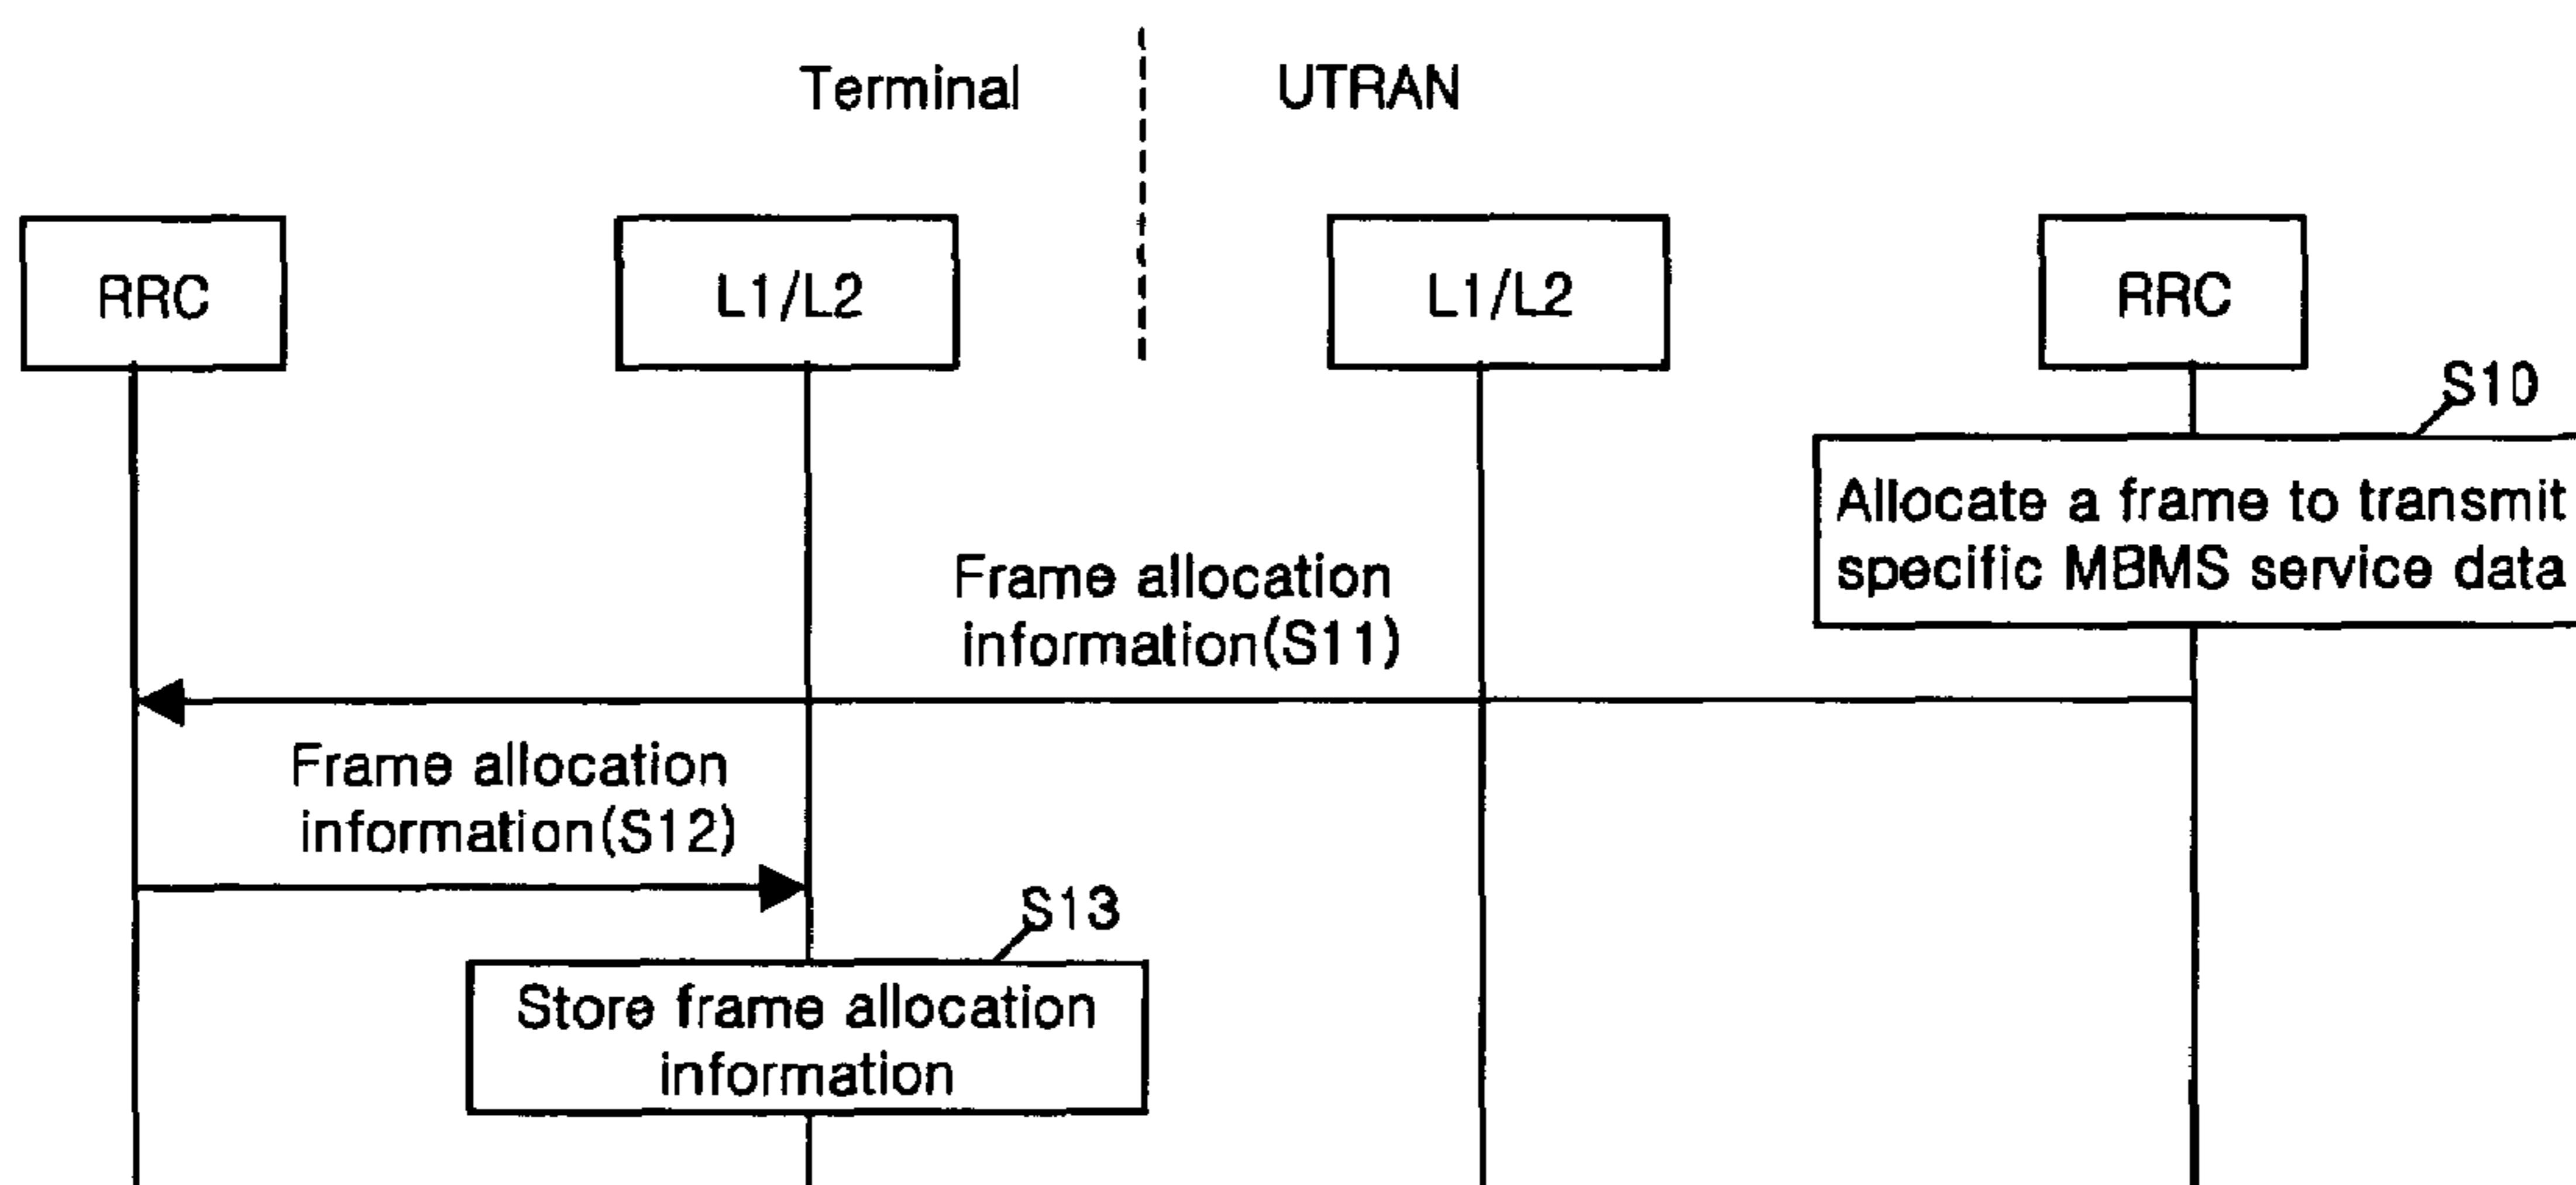 Terminal
UTRAN
RRC
L1/L2
L1/L2
RRC
S10
Allocate a frame to transmit
specific MBMS service data
Frame allocation
information(S11)
Frame allocation
information(S12)
S13
Store frame allocation
information